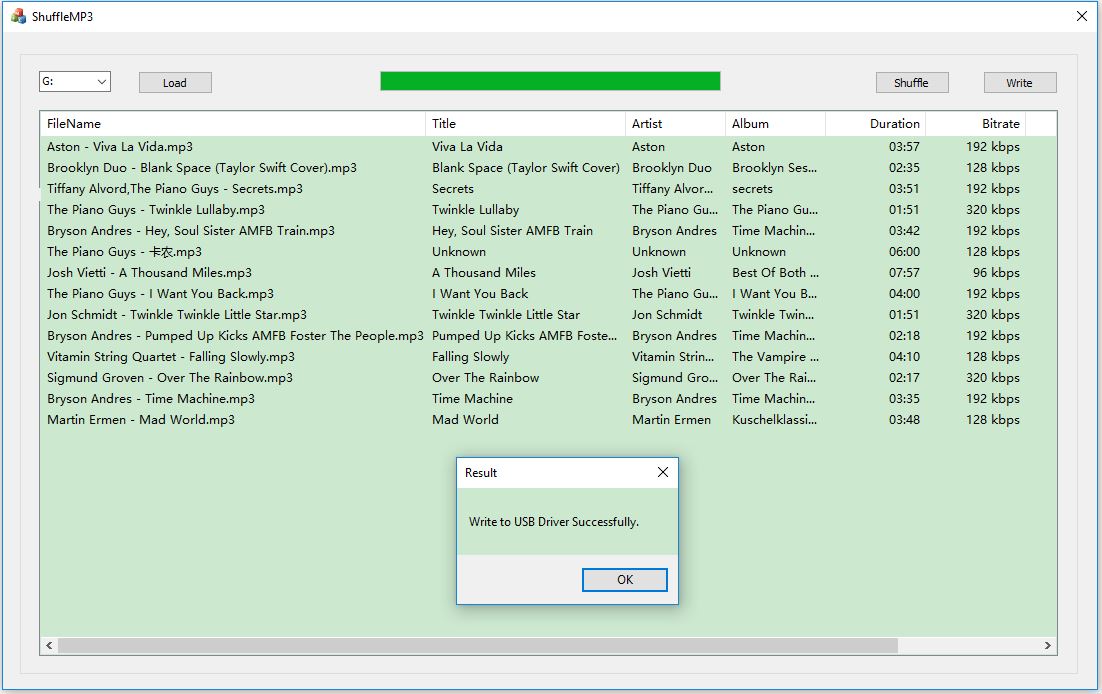 ShuffleMP3
G: Load Shuffle Write
FileName Title Artist Album Duration Bitrate
Aston - Viva La Vida.mp3 Viva La Vida Aston Aston 03:57 192 kbps
Brooklyn Duo - Blank Space (Taylor Swift Cover).mp3 Blank Space (Taylor Swift Cover) Brooklyn Duo Brooklyn Ses... 02:35 128 kbps
Tiffany Alvord,The Piano Guys - Secrets.mp3 Secrets Tiffany Alvor... secrets 03:51 192 kbps
The Piano Guys - Twinkle Lullaby.mp3 Twinkle Lullaby The Piano Gu... The Piano Gu... 01:51 320 kbps
Bryson Andres - Hey, Soul Sister AMFB Train.mp3 Hey, Soul Sister AMFB Train Bryson Andres Time Machin... 03:42 192 kbps
The Piano Guys - 卡农.mp3 Unknown Unknown Unknown 06:00 128 kbps
Josh Vietti - A Thousand Miles.mp3 A Thousand Miles Josh Vietti Best Of Both ... 07:57 96 kbps
The Piano Guys - I Want You Back.mp3 I Want You Back The Piano Gu... I Want You B... 04:00 192 kbps
Jon Schmidt - Twinkle Twinkle Little Star.mp3 Twinkle Twinkle Little Star Jon Schmidt Twinkle Twin... 01:51 320 kbps
Bryson Andres - Pumped Up Kicks AMFB Foster The People.mp3 Pumped Up Kicks AMFB Foste... Bryson Andres Time Machin... 02:18 192 kbps
Vitamin String Quartet - Falling Slowly.mp3 Falling Slowly Vitamin Strin... The Vampire ... 04:10 128 kbps
Sigmund Groven - Over The Rainbow.mp3 Over The Rainbow Sigmund Gro... Over The Rai... 02:17 320 kbps
Bryson Andres - Time Machine.mp3 Time Machine Bryson Andres Time Machin... 03:35 192 kbps
Martin Ermen - Mad World.mp3 Mad World Martin Ermen Kuschelklassi... 03:48 128 kbps
Result
Write to USB Driver Successfully.
OK